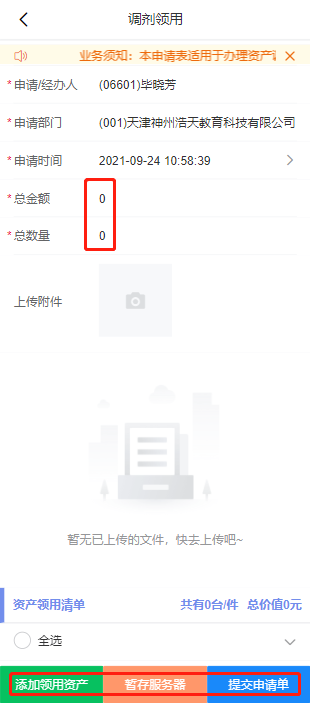 调剂领用
业务须知：本申请表适用于办理资产
*申请/经办人 (06601)毕晓芳
*申请部门 (001)天津神州浩天教育科技有限公司
*申请时间 2021-09-24 10:58:39
*总金额 0
*总数量 0
上传附件
暂无已上传的文件，快去上传吧~
资产领用清单 共有0台/件 总价值0元
全选
添加领用资产 暂存服务器 提交申请单